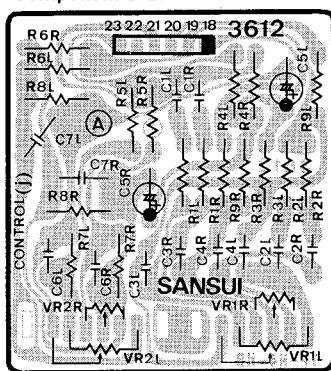 23 22 21 20 19 18
3612
R6R
R6L
R8L
C7L
A
R5L
R5R
C1L
C1R
R4L
R4R
C5L
R9L
C7R
R8R
C5R
R1L
R1R
R9R
R3R
R3L
R2L
R2R
CONTROL(J)
R7L
R7R
C6L
C6R
C3L
C3R
C4R
C4L
C2L
C2R
SANSUI
VR2R
VR1R
VR2L
VR1L